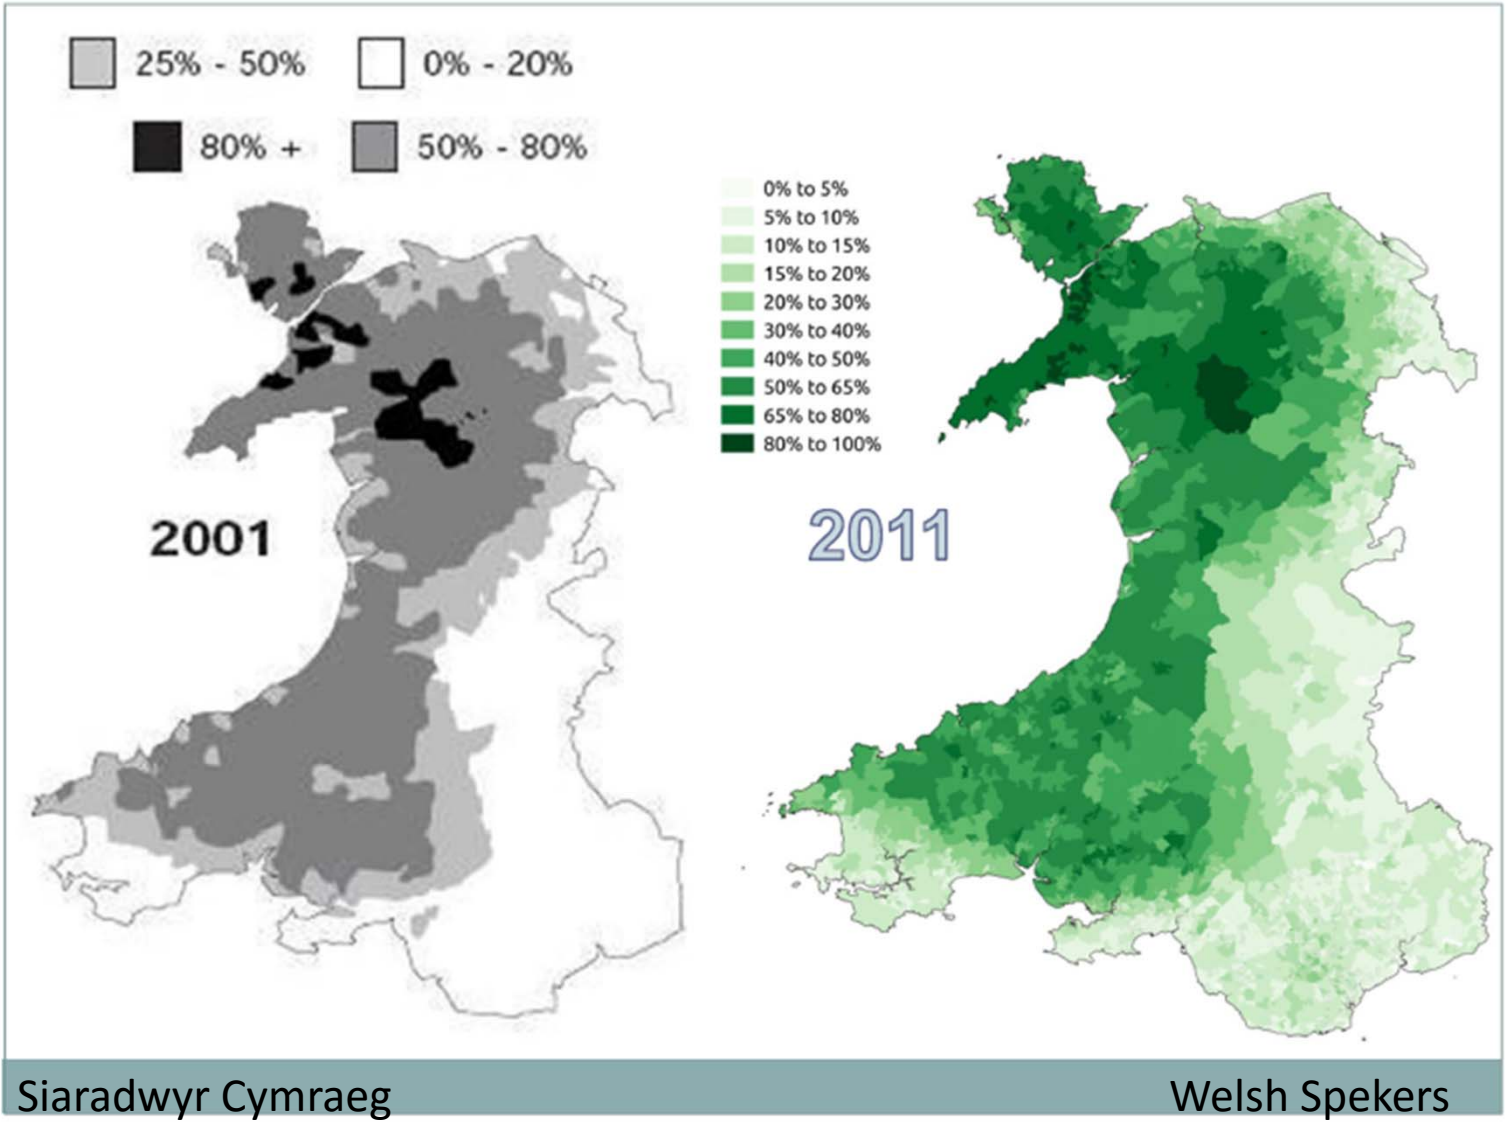 25% - 50%
0% - 20%
80% +
50% - 80%
2001
0% to 5%
5% to 10%
10% to 15%
15% to 20%
20% to 30%
30% to 40%
40% to 50%
50% to 65%
65% to 80%
80% to 100%
2011
Siaradwyr Cymraeg
Welsh Spekers